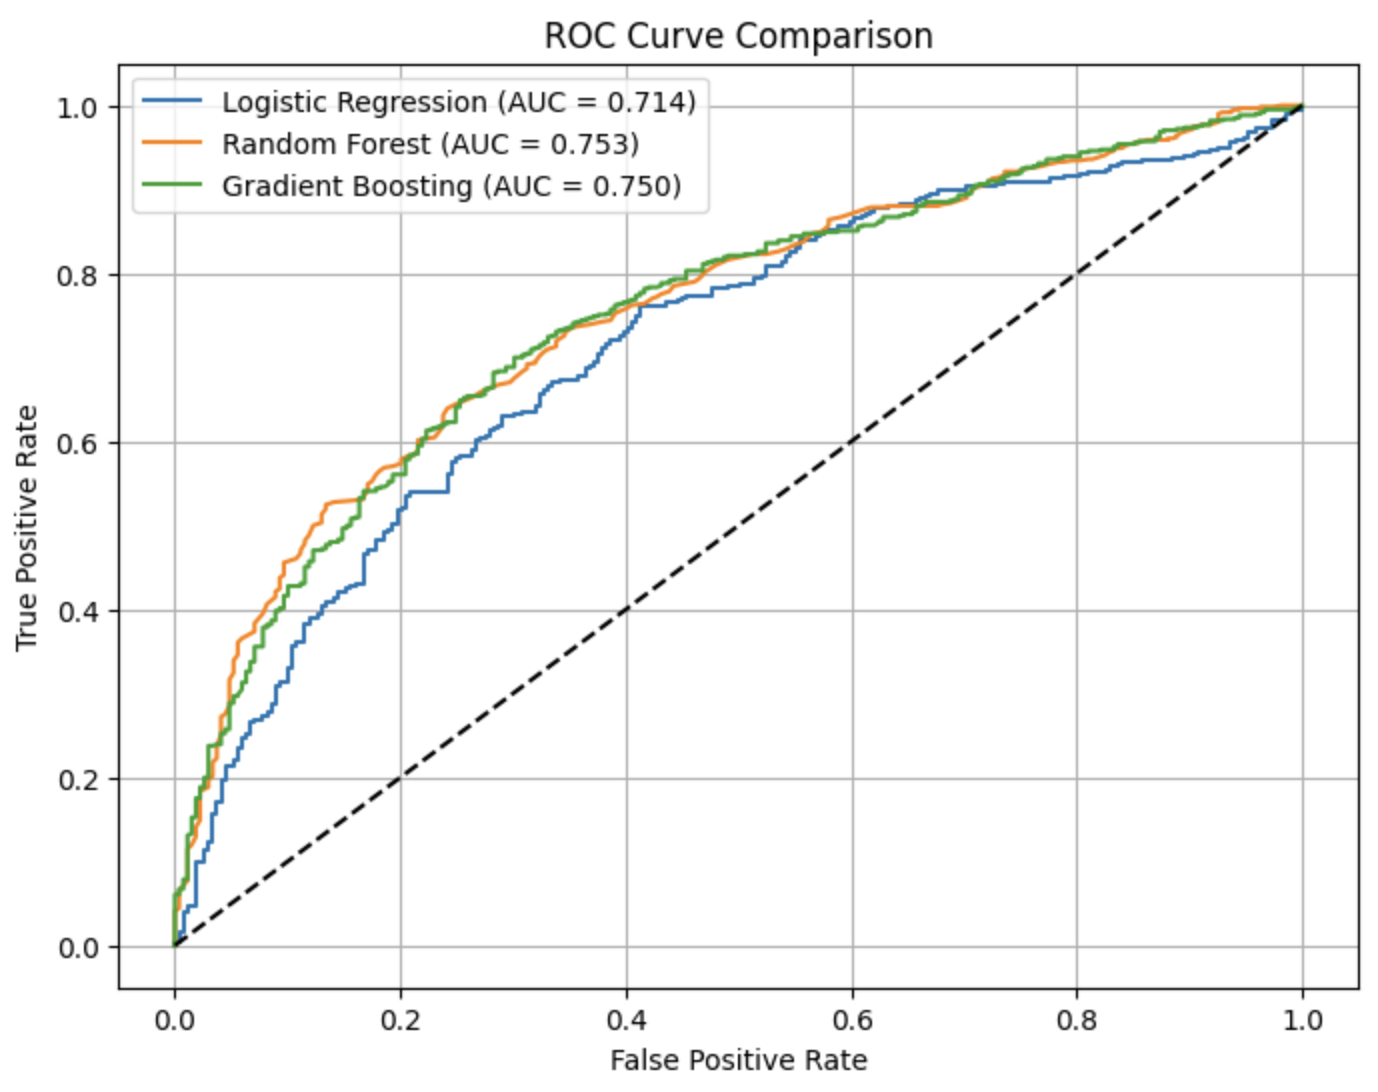 ROC Curve Comparison
Logistic Regression (AUC = 0.714)
Random Forest (AUC = 0.753)
Gradient Boosting (AUC = 0.750)
True Positive Rate
1.0
0.8
0.6
0.4
0.2
0.0
0.0 0.2 0.4 0.6 0.8 1.0
False Positive Rate